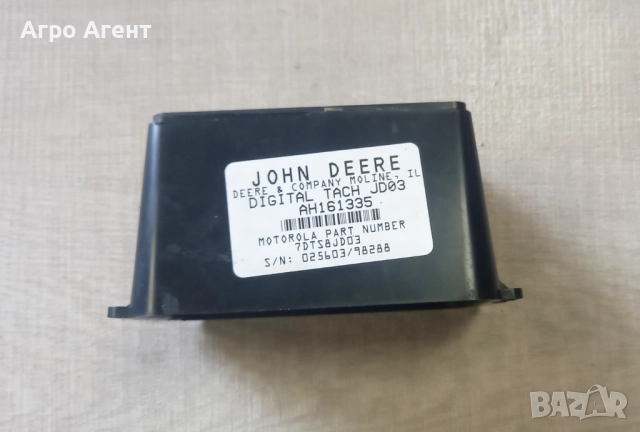 Агро Агент
JOHN DEERE
DEERE & COMPANY MOLINE, IL
DIGITAL TACH JD03
AH161335
MOTOROLA PART NUMBER
7DTS8JD03
S/N: 025603/98288
BAZAR